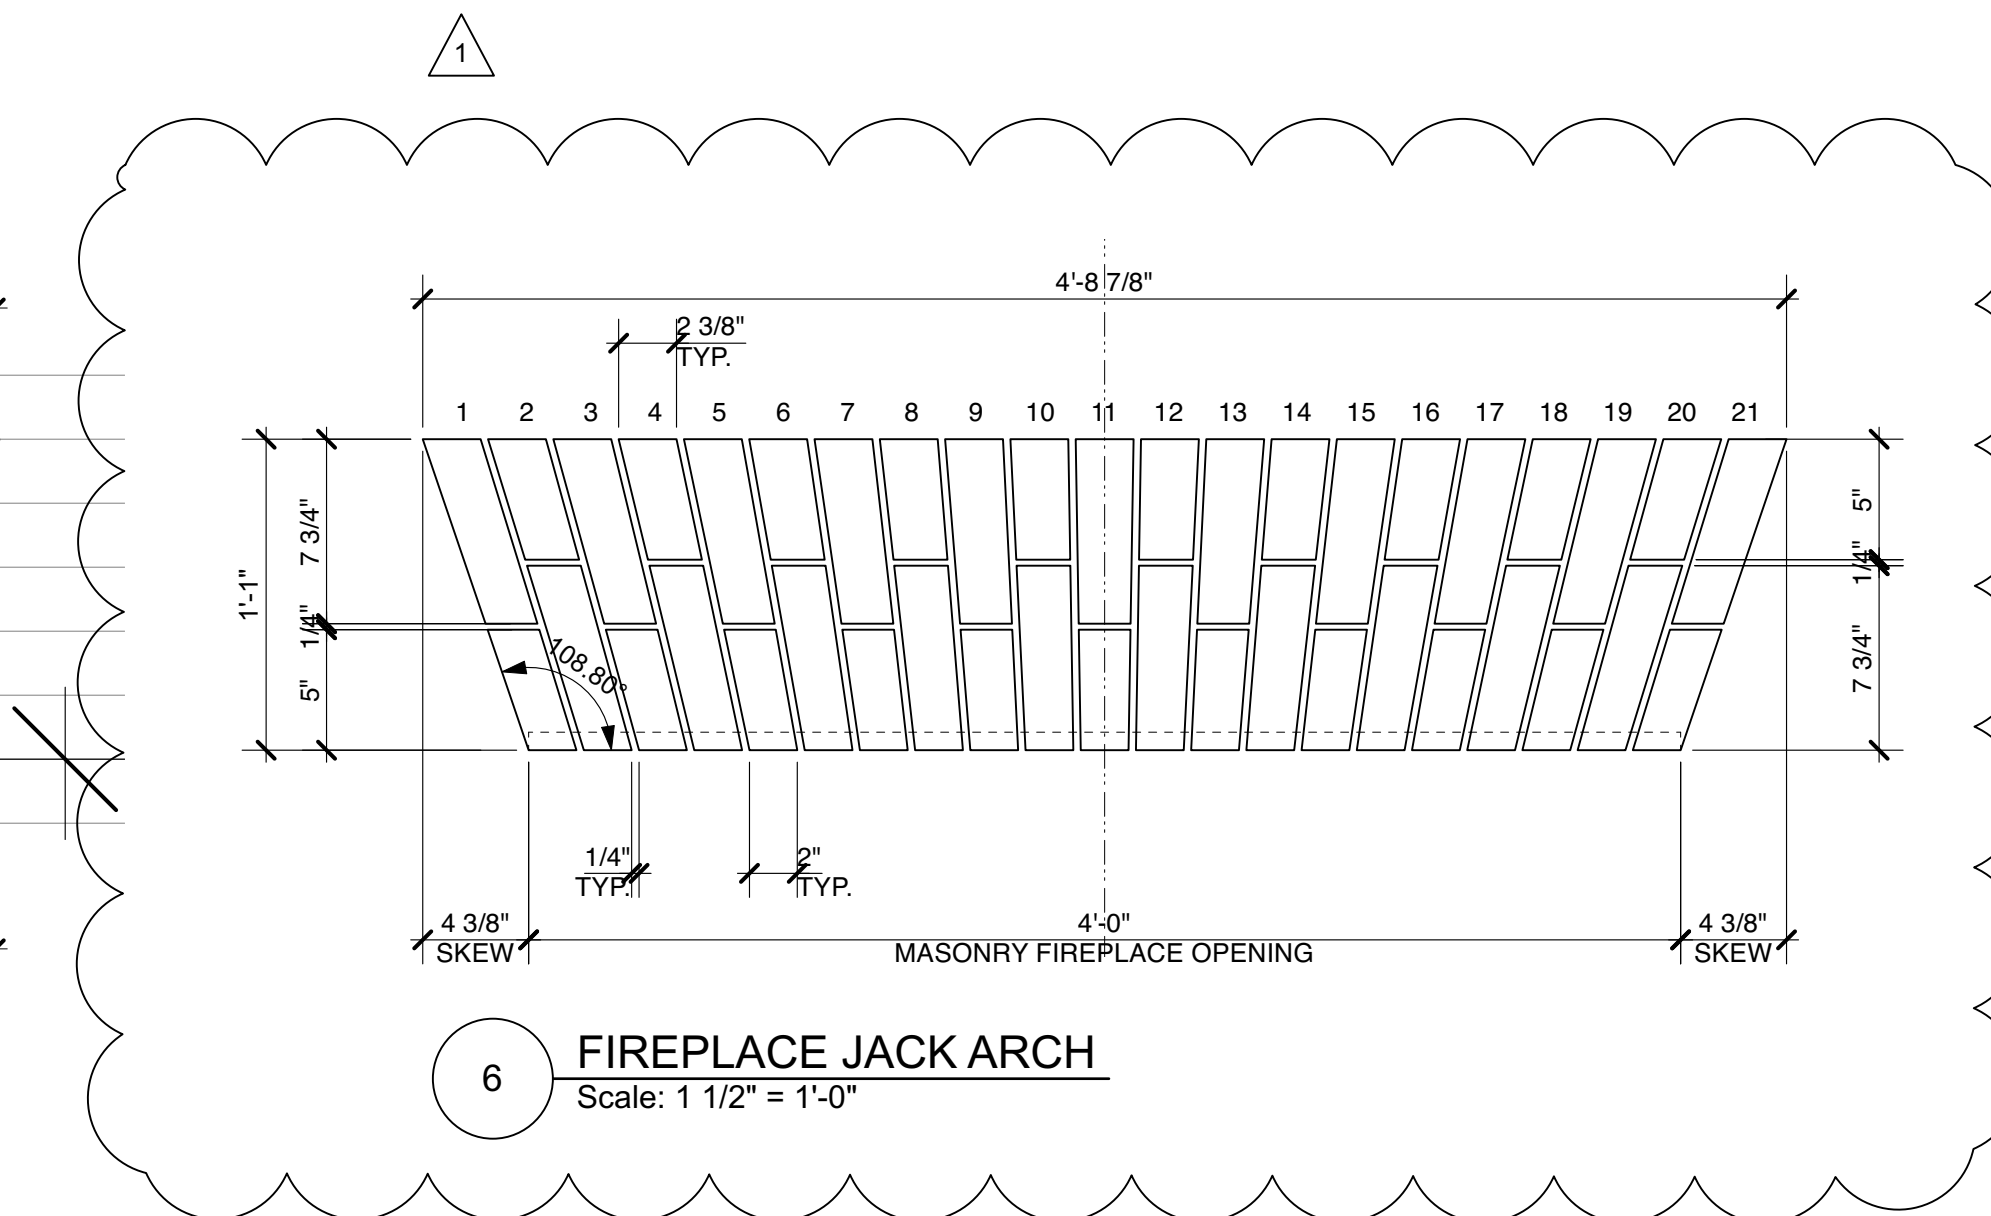 1
4'-8 7/8"
2 3/8"
TYP.
1 2 3 4 5 6 7 8 9 10 11 12 13 14 15 16 17 18 19 20 21
1'-1"
7 3/4"
1/4"
5"
108.80°
5"
1/4"
7 3/4"
1/4"
TYP.
2"
TYP.
4 3/8"
SKEW
4'-0"
MASONRY FIREPLACE OPENING
4 3/8"
SKEW
6
FIREPLACE JACK ARCH
Scale: 1 1/2" = 1'-0"